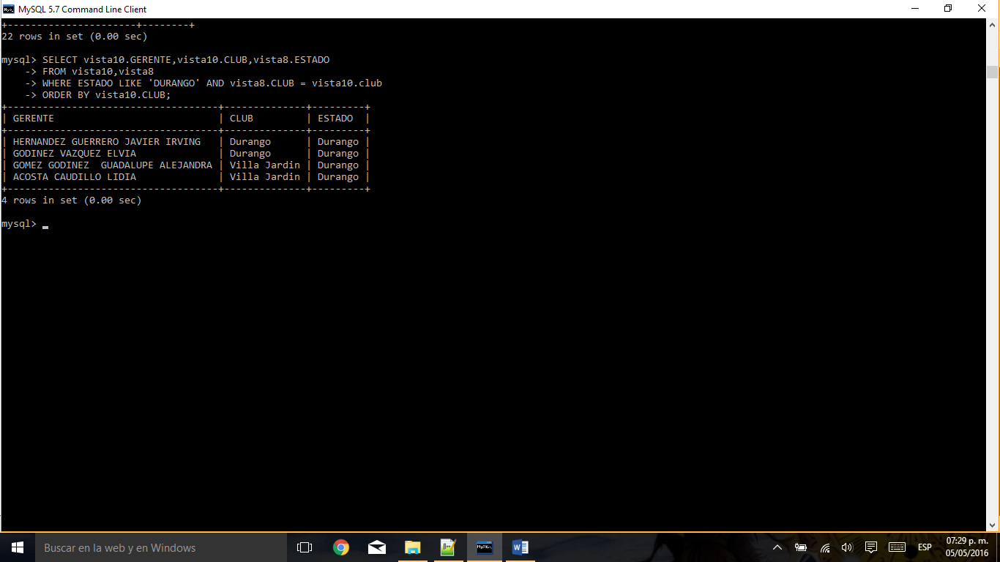 MySQL 5.7 Command Line Client
+----------------------+--------+
22 rows in set (0.00 sec)
mysql> SELECT vista10.GERENTE,vista10.CLUB,vista8.ESTADO
    -> FROM vista10,vista8
    -> WHERE ESTADO LIKE 'DURANGO' AND vista8.CLUB = vista10.club
    -> ORDER BY vista10.CLUB;
+------------------------------------+--------------+---------+
| GERENTE                            | CLUB         | ESTADO  |
+------------------------------------+--------------+---------+
| HERNANDEZ GUERRERO JAVIER IRVING   | Durango      | Durango |
| GODINEZ VAZQUEZ ELVIA              | Durango      | Durango |
| GOMEZ GODINEZ  GUADALUPE ALEJANDRA | Villa Jardin | Durango |
| ACOSTA CAUDILLO LIDIA              | Villa Jardin | Durango |
+------------------------------------+--------------+---------+
4 rows in set (0.00 sec)
mysql>
Buscar en la web y en Windows
ESP
07:29 p. m.
05/05/2016